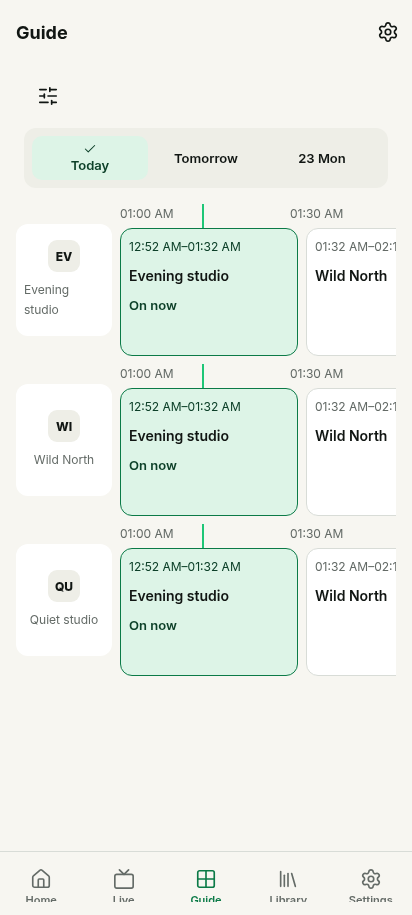 Guide
Today
Tomorrow
23 Mon
01:00 AM
01:30 AM
EV
Evening
studio
12:52 AM–01:32 AM
Evening studio
On now
01:32 AM–02:1
Wild North
01:00 AM
01:30 AM
WI
Wild North
12:52 AM–01:32 AM
Evening studio
On now
01:32 AM–02:1
Wild North
01:00 AM
01:30 AM
QU
Quiet studio
12:52 AM–01:32 AM
Evening studio
On now
01:32 AM–02:1
Wild North
Home
Live
Guide
Library
Settings